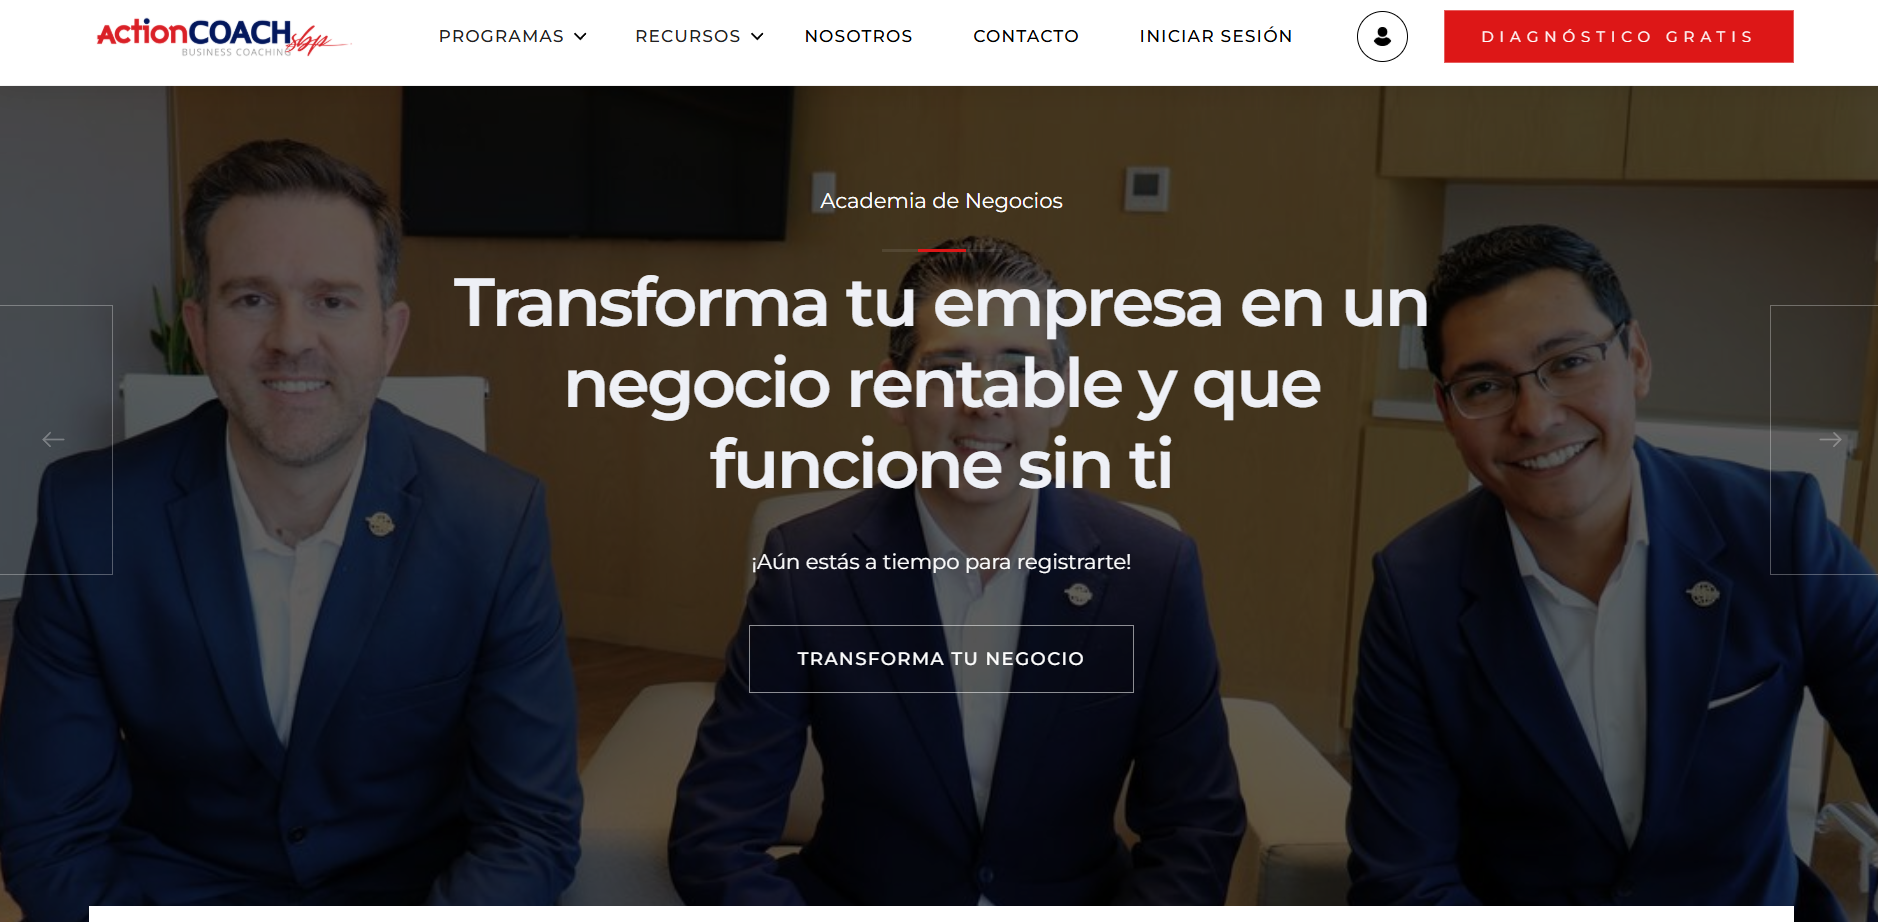 ActionCOACH sbp
BUSINESS COACHING
PROGRAMAS
RECURSOS
NOSOTROS
CONTACTO
INICIAR SESIÓN
DIAGNÓSTICO GRATIS
Academia de Negocios
Transforma tu empresa en un
negocio rentable y que
funcione sin ti
¡Aún estás a tiempo para registrarte!
TRANSFORMA TU NEGOCIO